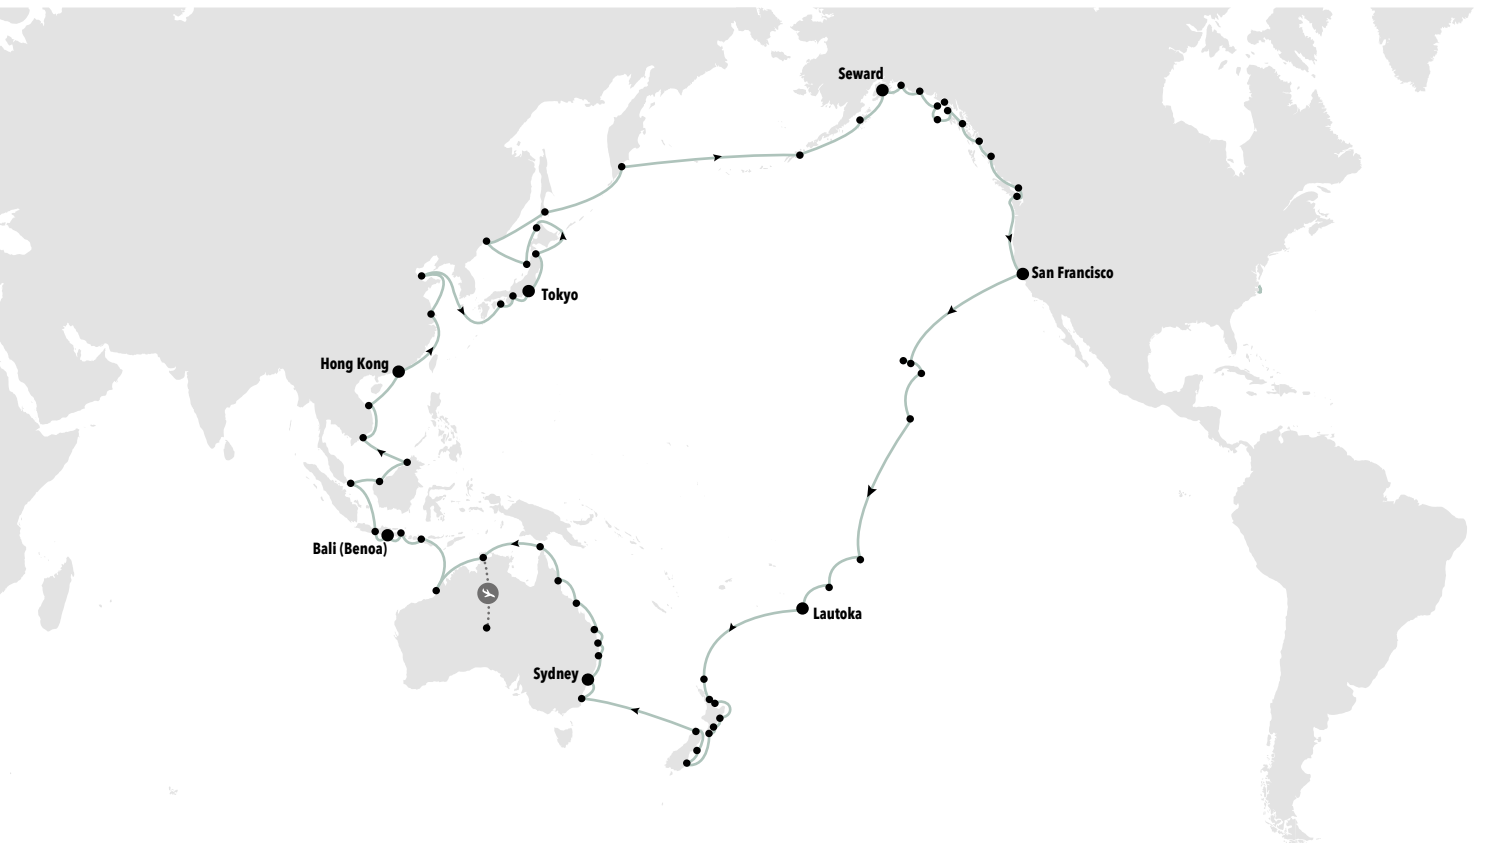 Seward
San Francisco
Tokyo
Hong Kong
Bali (Benoa)
Lautoka
Sydney